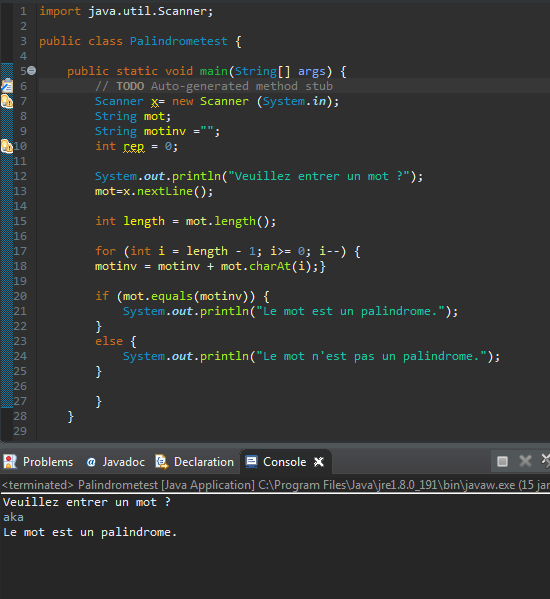 1 import java.util.Scanner;
2
3 public class Palindrometest {
4
5 public static void main(String[] args) {
6 // TODO Auto-generated method stub
7 Scanner x= new Scanner (System.in);
8 String mot;
9 String motinv ="";
10 int rep = 0;
11
12 System.out.println("Veuillez entrer un mot ?");
13 mot=x.nextLine();
14
15 int length = mot.length();
16
17 for (int i = length - 1; i>= 0; i--) {
18 motinv = motinv + mot.charAt(i);}
19
20 if (mot.equals(motinv)) {
21 System.out.println("Le mot est un palindrome.");
22 }
23 else {
24 System.out.println("Le mot n'est pas un palindrome.");
25 }
26
27 }
28 }
29
Problems @ Javadoc Declaration Console
<terminated> Palindrometest [Java Application] C:\Program Files\Java\jre1.8.0_191\bin\javaw.exe (15 jan
Veuillez entrer un mot ?
aka
Le mot est un palindrome.